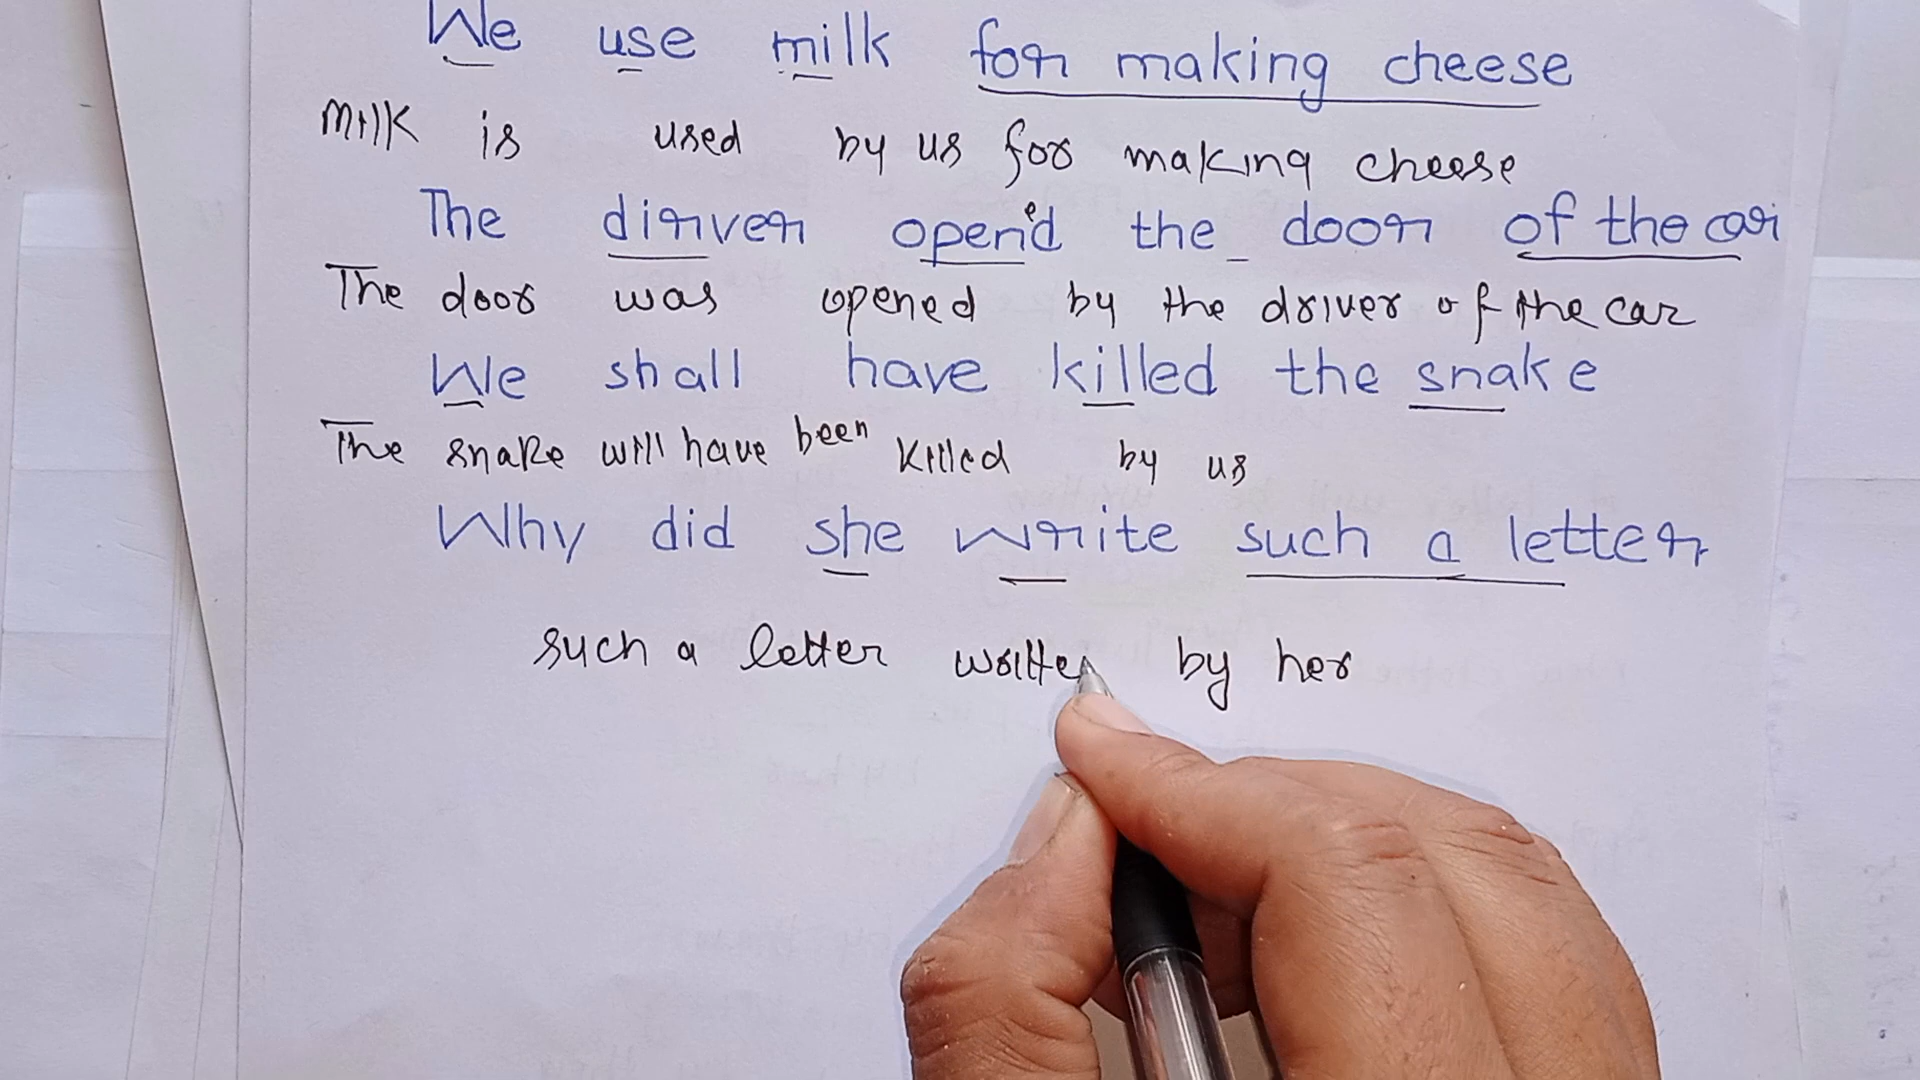 We use milk for making cheese
Milk is used by us for making cheese
The dirver opened the door of the car
The door was opened by the driver of the car
We shall have killed the snake
The snake will have been killed by us
Why did she write such a letter
such a letter written by her